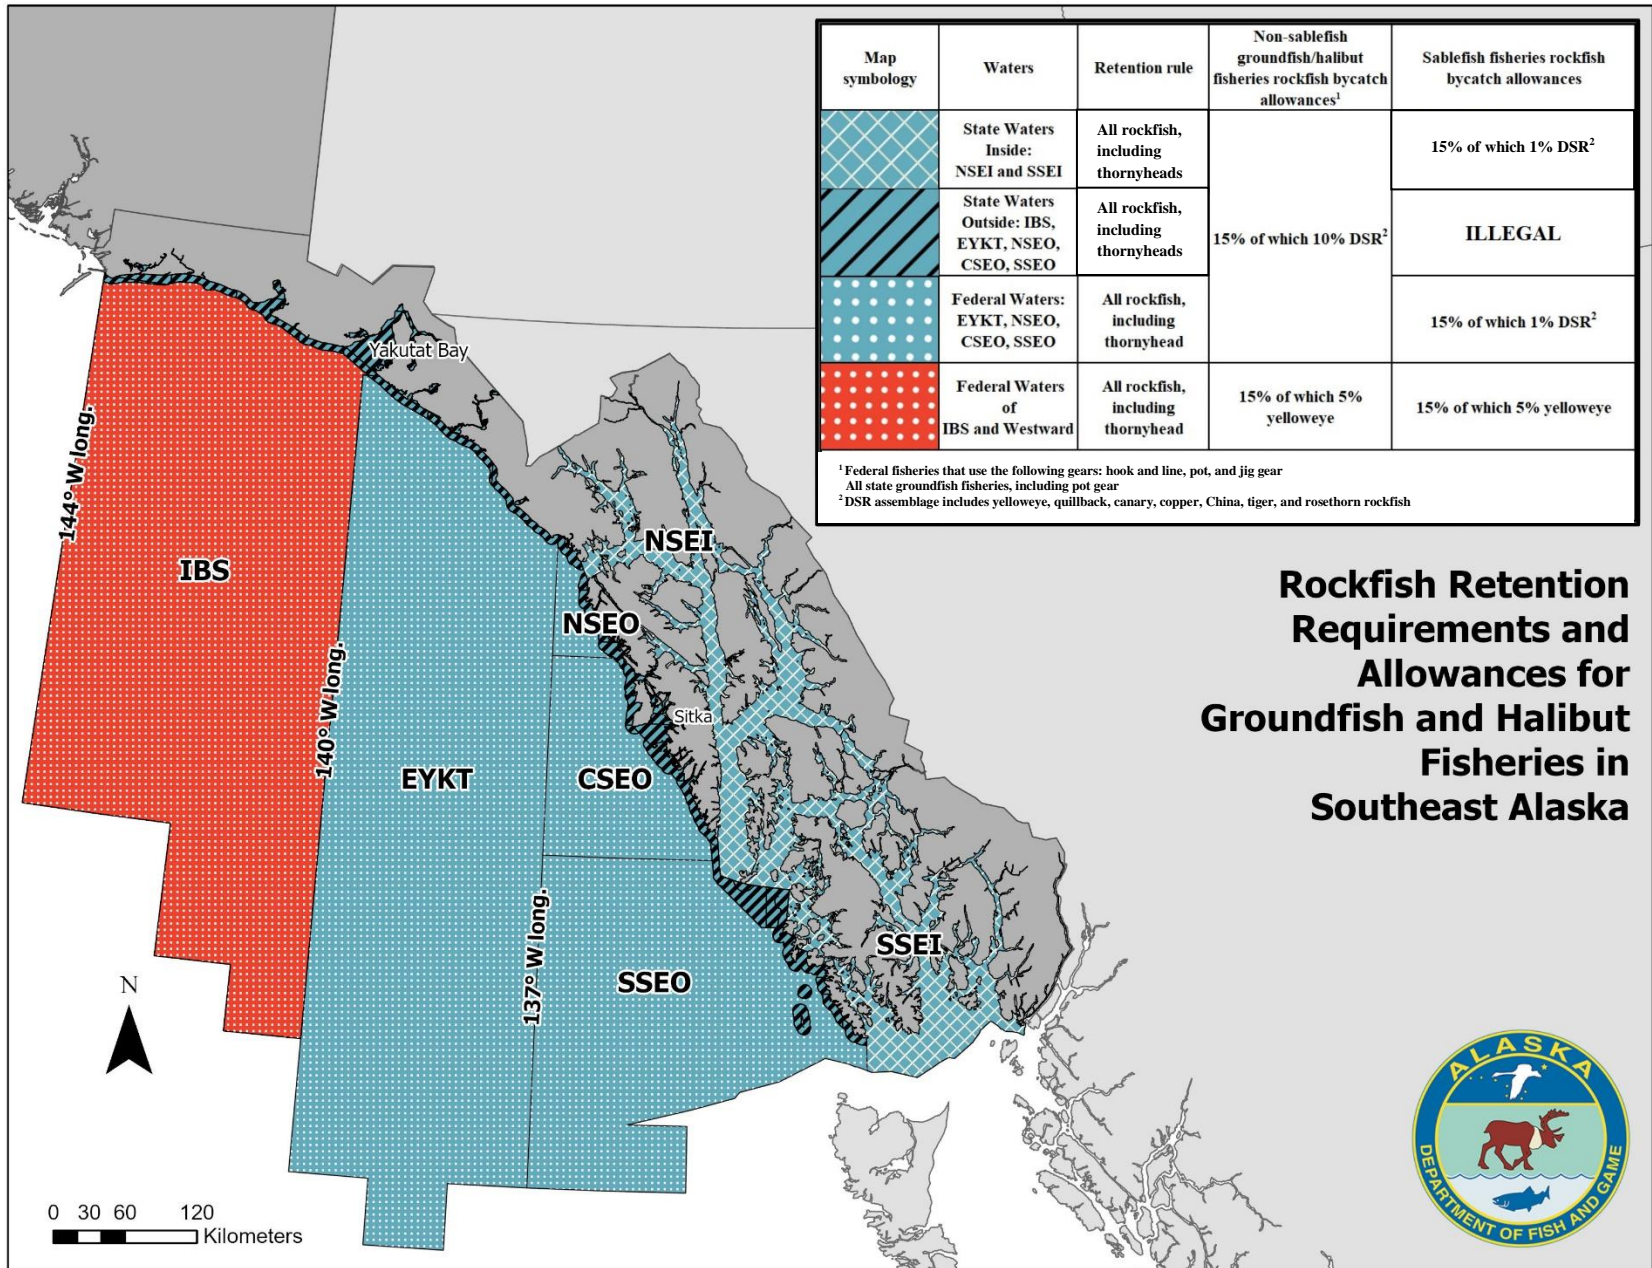 Map
symbology
Waters
Retention rule
Non-sablefish
groundfish/halibut
fisheries rockfish bycatch
allowances¹
Sablefish fisheries rockfish
bycatch allowances
State Waters
Inside:
NSEI and SSEI
All rockfish,
including
thornyheads
15% of which 10% DSR²
15% of which 1% DSR²
State Waters
Outside: IBS,
EYKT, NSEO,
CSEO, SSEO
All rockfish,
including
thornyheads
ILLEGAL
Federal Waters:
EYKT, NSEO,
CSEO, SSEO
All rockfish,
including
thornyhead
15% of which 1% DSR²
Federal Waters
of
IBS and Westward
All rockfish,
including
thornyhead
15% of which 5%
yelloweye
15% of which 5% yelloweye
¹ Federal fisheries that use the following gears: hook and line, pot, and jig gear
All state groundfish fisheries, including pot gear
² DSR assemblage includes yelloweye, quillback, canary, copper, China, tiger, and rosethorn rockfish
Yakutat Bay
144° W long.
IBS
NSEI
NSEO
140° W long.
Sitka
EYKT
CSEO
137° W long.
SSEI
SSEO
Rockfish Retention
Requirements and
Allowances for
Groundfish and Halibut
Fisheries in
Southeast Alaska
N
0 30 60 120
Kilometers
ALASKA
DEPARTMENT OF FISH AND GAME